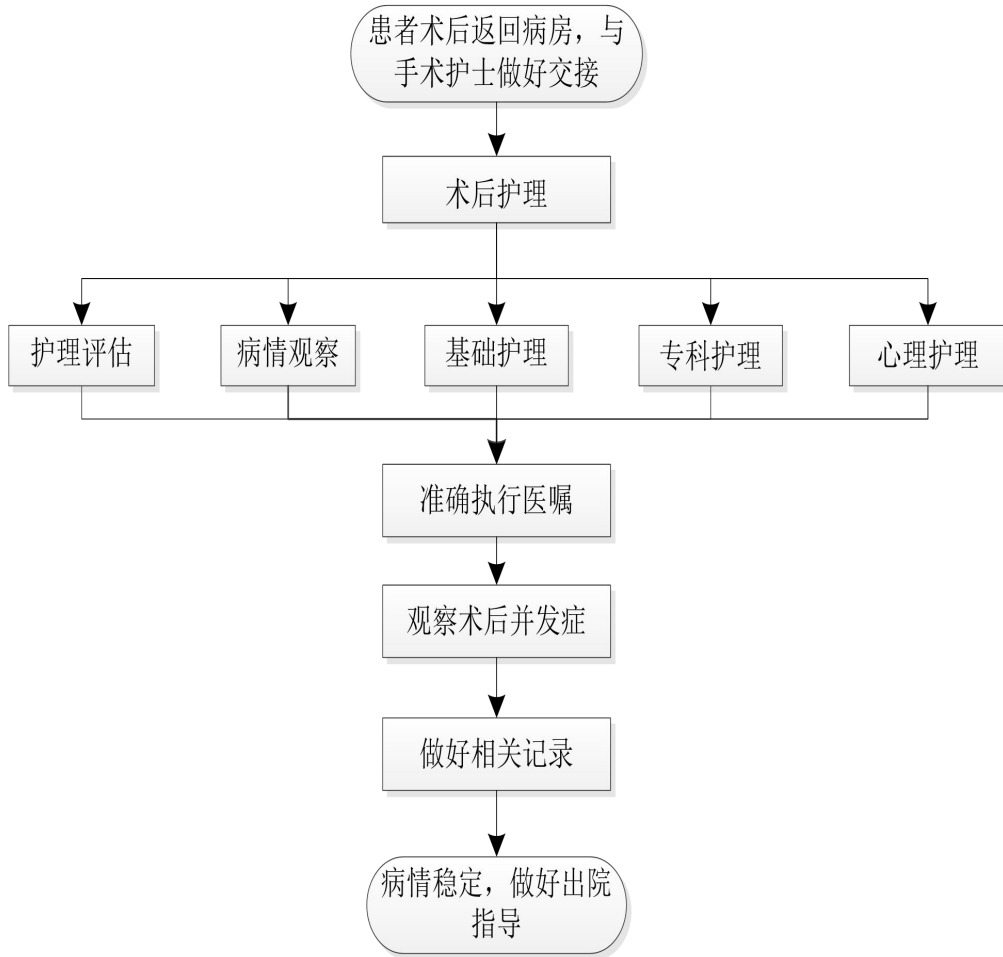 患者术后返回病房，与
手术护士做好交接
术后护理
护理评估
病情观察
基础护理
专科护理
心理护理
准确执行医嘱
观察术后并发症
做好相关记录
病情稳定，做好出院
指导